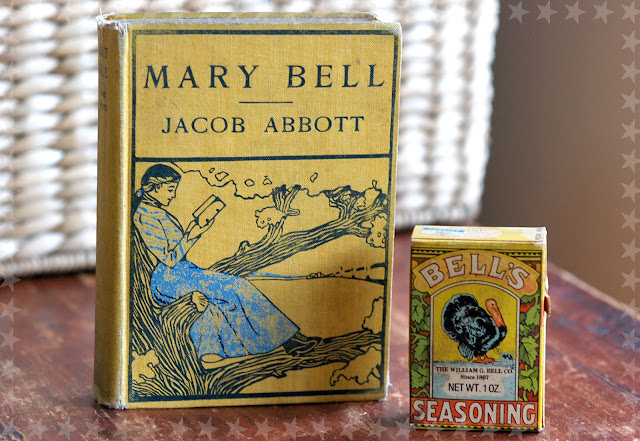 MARY BELL
JACOB ABBOTT
BELL'S
THE WILLIAM G. BELL CO.
Since 1867
NET WT. 1 OZ.
SEASONING